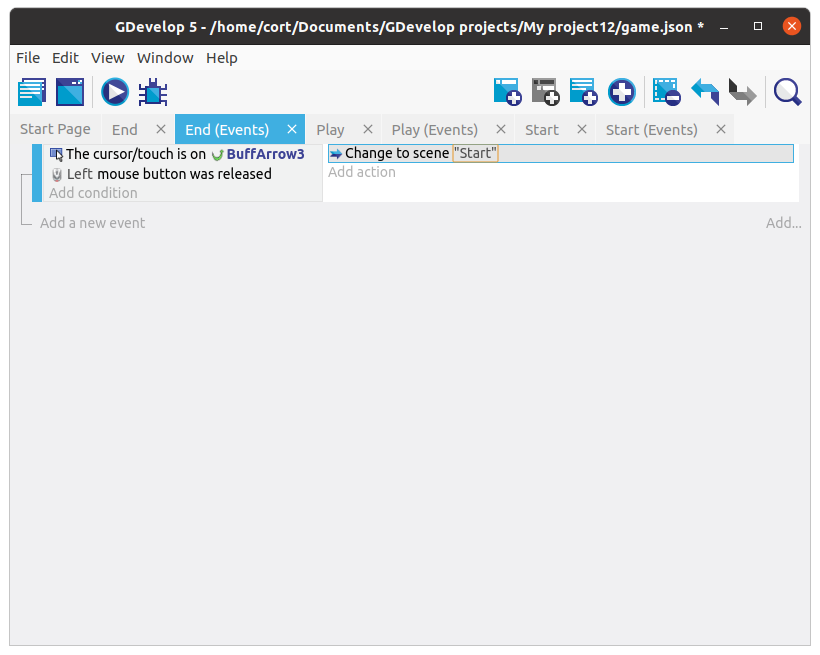 GDevelop 5 - /home/cort/Documents/GDevelop projects/My project12/game.json *
File Edit View Window Help
Start Page End End (Events) Play Play (Events) Start Start (Events)
The cursor/touch is on BuffArrow3 Change to scene "Start"
Left mouse button was released Add action
Add condition
Add a new event Add...